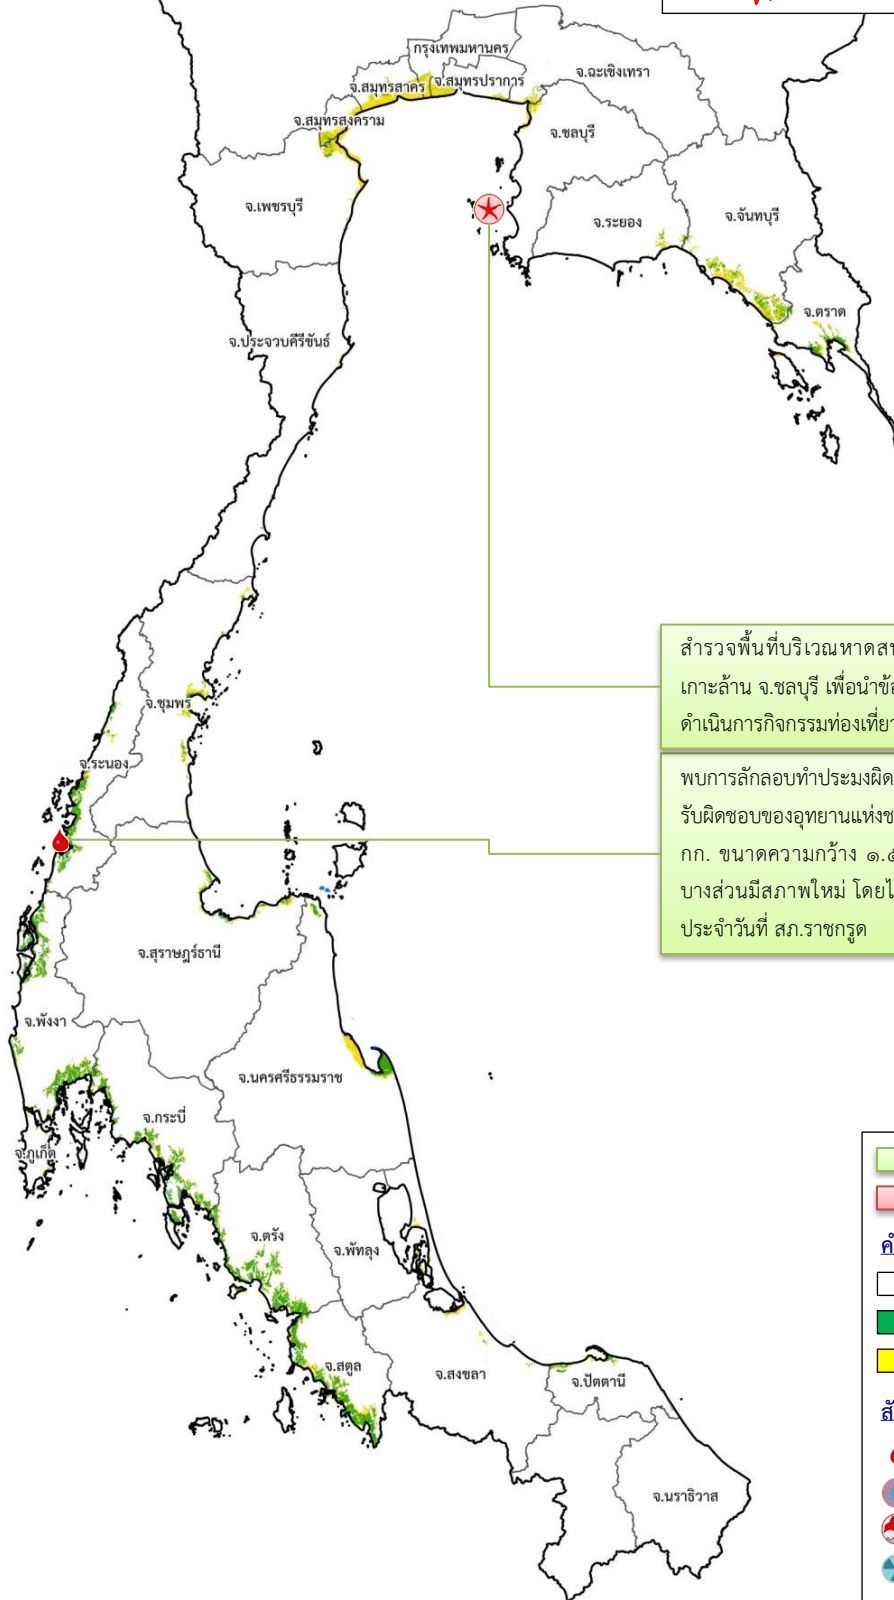 กรุงเทพมหานคร
จ.สมุทรสาคร
จ.สมุทรปราการ
จ.ฉะเชิงเทรา
จ.สมุทรสงคราม
จ.ชลบุรี
จ.เพชรบุรี
จ.ระยอง
จ.จันทบุรี
จ.ตราด
จ.ประจวบคีรีขันธ์
สำรวจพื้นที่บริเวณหาด
เกาะล้าน จ.ชลบุรี เพื่อนำ
ดำเนินการกิจกรรมท่องเที่ยว
จ.ชุมพร
จ.ระนอง
พบการลักลอบทำประมงผิด
รับผิดชอบของอุทยานแห่งช
กก. ขนาดความกว้าง ๑.๕
บางส่วนมีสภาพใหม่ โดยไ
ประจำวันที่ สภ.ราชกรูด
จ.สุราษฎร์ธานี
จ.พังงา
จ.นครศรีธรรมราช
จ.กระบี่
จ.ภูเก็ต
จ.ตรัง
จ.พัทลุง
จ.สตูล
จ.สงขลา
จ.ปัตตานี
จ.นราธิวาส